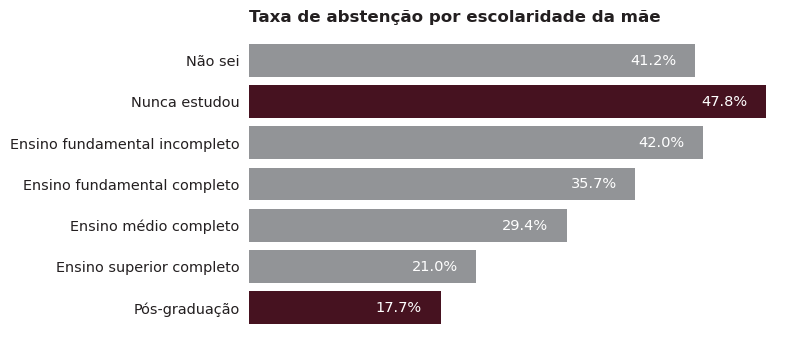 Taxa de abstenção por escolaridade da mãe
Não sei 41.2%
Nunca estudou 47.8%
Ensino fundamental incompleto 42.0%
Ensino fundamental completo 35.7%
Ensino médio completo 29.4%
Ensino superior completo 21.0%
Pós-graduação 17.7%